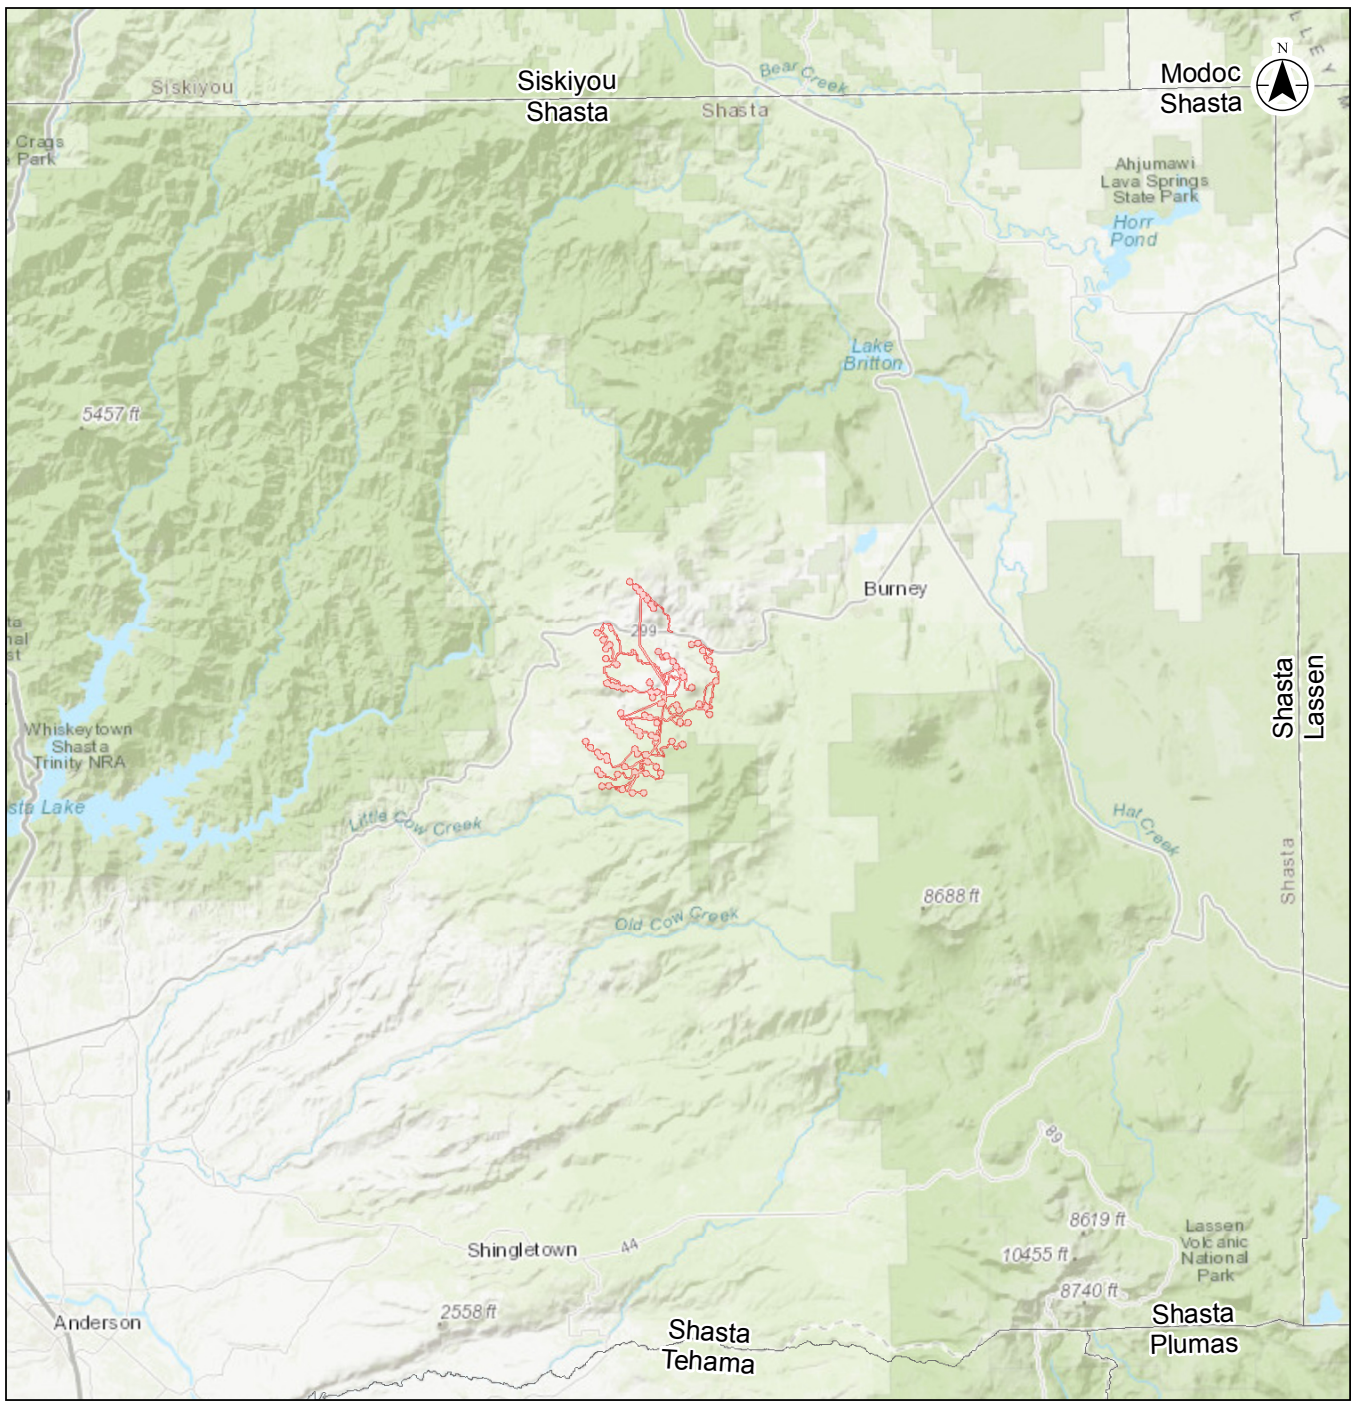 N
Siskiyou
Siskiyou
Shasta
Bear Creek
Shasta
Modoc
Shasta
Crags
Park
Ahjumawi
Lava Springs
State Park
Horr
Pond
Lake
Britton
5457 ft
Burney
299
Whiskeytown
Shasta
Trinity NRA
sta Lake
Little Cow Creek
Hat Creek
Shasta
Lassen
Shasta
8688 ft
Old Cow Creek
89
8619 ft
Lassen
Volcanic
National
Park
10455 ft
8740 ft
Shingletown
44
2558 ft
Anderson
Shasta
Tehama
Shasta
Plumas